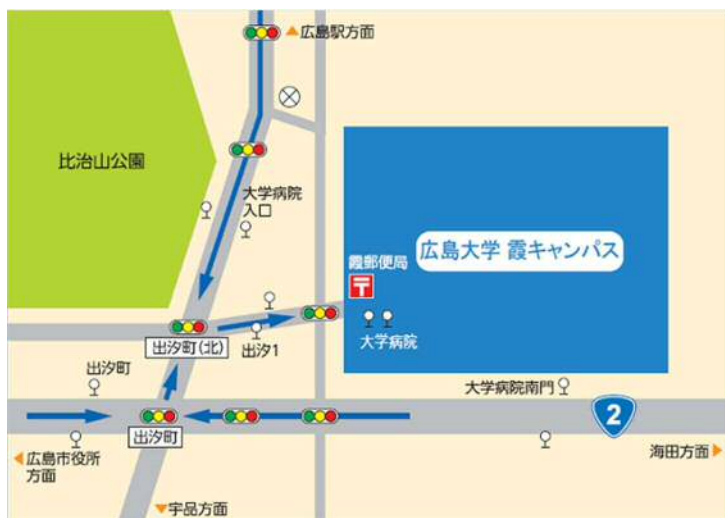 広島駅方面
比治山公園
大学病院
入口
広島大学 霞キャンパス
霞郵便局
〒
出汐町(北)
出汐1
大学病院
出汐町
大学病院南門
2
出汐町
広島市役所
方面
海田方面
宇品方面